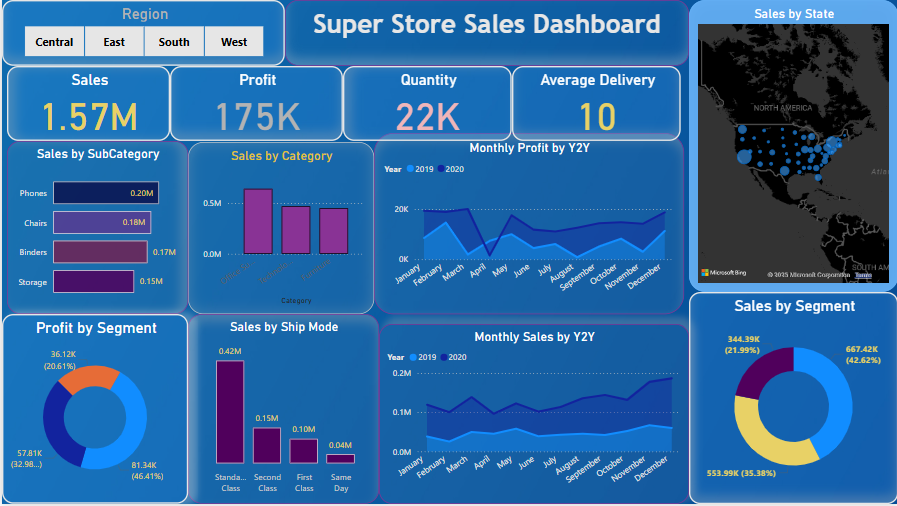 Region
Central
East
South
West
Super Store Sales Dashboard
Sales by State
NORTH AMERICA
SOUTH AM
Microsoft Bing
Terms
Sales
1.57M
Profit
175K
Quantity
22K
Average Delivery
10
Sales by SubCategory
Phones
0.20M
Chairs
0.18M
Binders
0.17M
Storage
0.15M
Sales by Category
0.5M
0.0M
Category
Monthly Profit by Y2Y
Year 2019 2020
20K
0K
January
February
March
April
May
June
July
August
September
October
November
December
Profit by Segment
36.12K
(20.61%)
57.81K
(32.98...)
81.34K
(46.41%)
Sales by Ship Mode
0.42M
0.15M
0.10M
0.04M
Standa...
Class
Second
Class
First
Class
Same
Day
Monthly Sales by Y2Y
Year 2019 2020
0.2M
0.1M
0.0M
January
February
March
April
May
June
July
August
September
October
November
December
Sales by Segment
344.39K
(21.99%)
667.42K
(42.62%)
553.99K (35.38%)